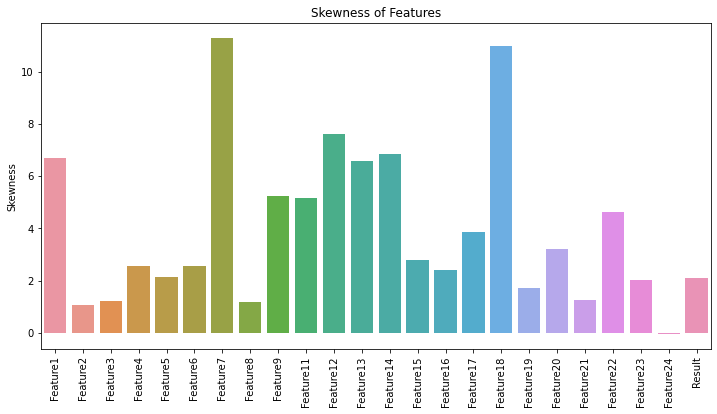 Skewness of Features
Skewness
10
8
6
4
2
0
Feature1
Feature2
Feature3
Feature4
Feature5
Feature6
Feature7
Feature8
Feature9
Feature11
Feature12
Feature13
Feature14
Feature15
Feature16
Feature17
Feature18
Feature19
Feature20
Feature21
Feature22
Feature23
Feature24
Result